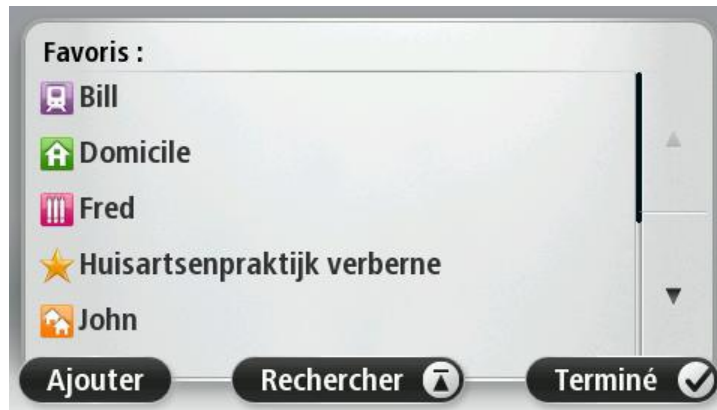 Favoris :
Bill
Domicile
Fred
Huisartsenpraktijk verberne
John
Ajouter
Rechercher
Terminé